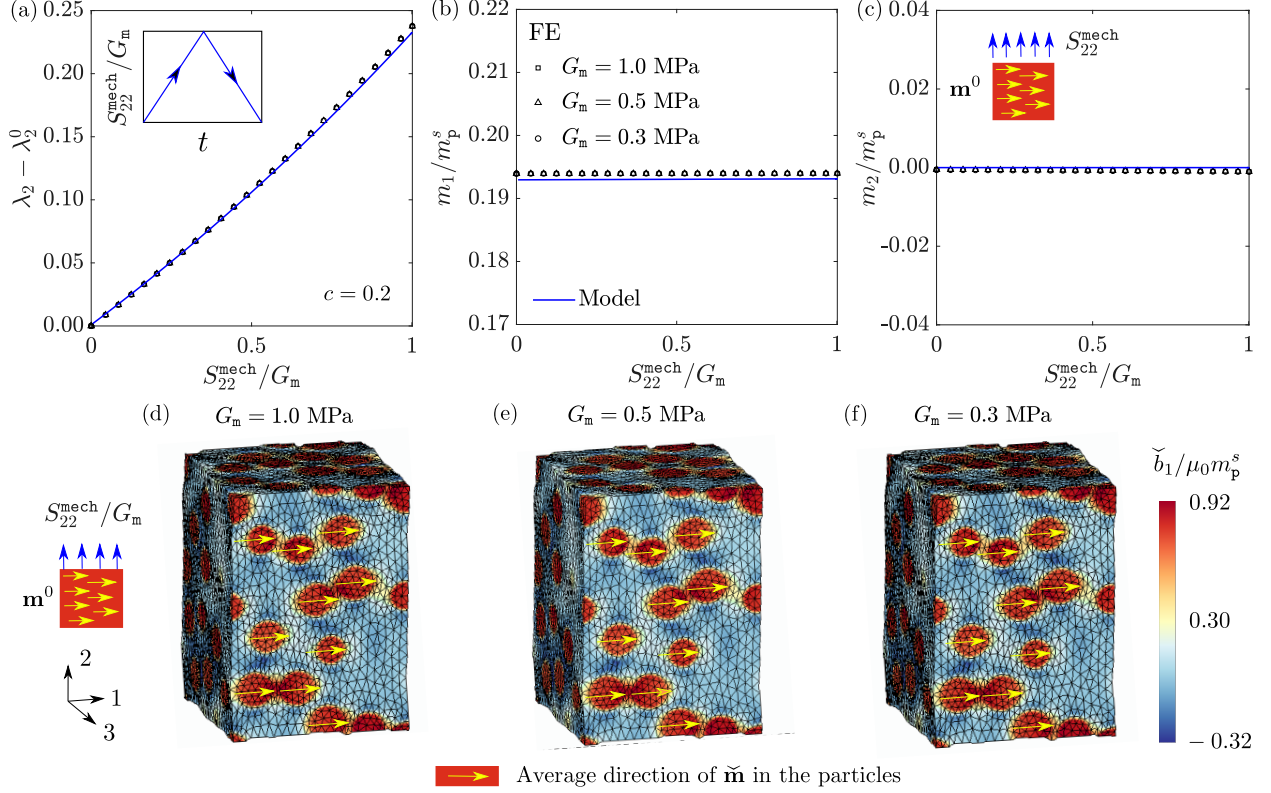 (a)
0.25
0.20
0.15
0.10
0.05
0.00
λ₂ − λ₂⁰
S₂₂ᵐᵉᶜʰ/Gₘ
t
c = 0.2
0
0.5
1
S₂₂ᵐᵉᶜʰ/Gₘ
(b)
0.22
0.21
0.20
0.19
0.18
0.17
m₁/mₚˢ
FE
Gₘ = 1.0 MPa
Gₘ = 0.5 MPa
Gₘ = 0.3 MPa
Model
0
0.5
1
S₂₂ᵐᵉᶜʰ/Gₘ
(c)
0.04
0.02
0.00
-0.02
-0.04
m₂/mₚˢ
S₂₂ᵐᵉᶜʰ
m⁰
0
0.5
1
S₂₂ᵐᵉᶜʰ/Gₘ
(d)
Gₘ = 1.0 MPa
(e)
Gₘ = 0.5 MPa
(f)
Gₘ = 0.3 MPa
S₂₂ᵐᵉᶜʰ/Gₘ
m⁰
2
1
3
b̌₁/μ₀mₚˢ
0.92
0.30
−0.32
Average direction of m̌ in the particles